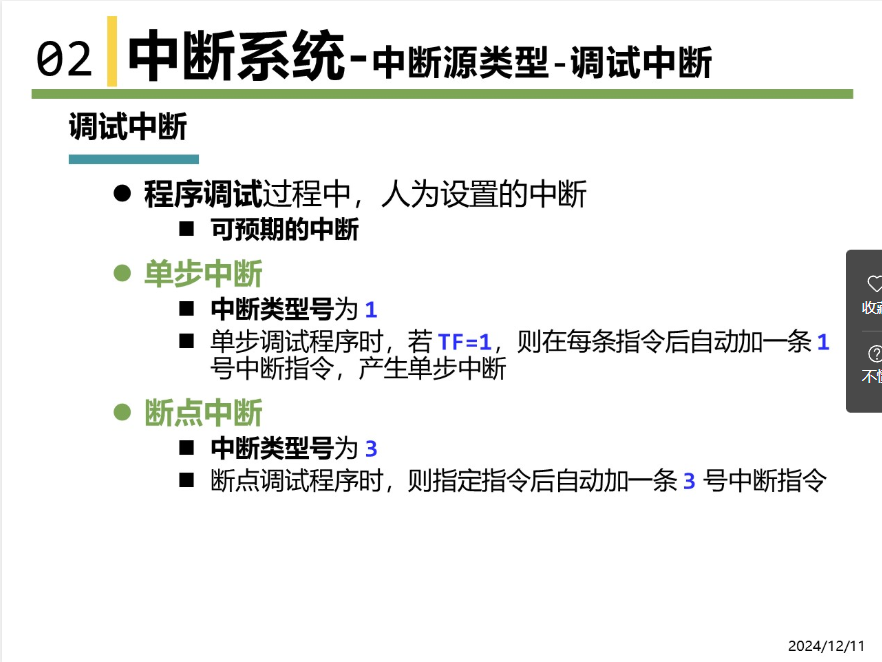 02 中断系统-中断源类型-调试中断
调试中断
程序调试过程中，人为设置的中断
可预期的中断
单步中断
中断类型号为 1
单步调试程序时，若 TF=1，则在每条指令后自动加一条 1
号中断指令，产生单步中断
断点中断
中断类型号为 3
断点调试程序时，则指定指令后自动加一条 3 号中断指令
2024/12/11